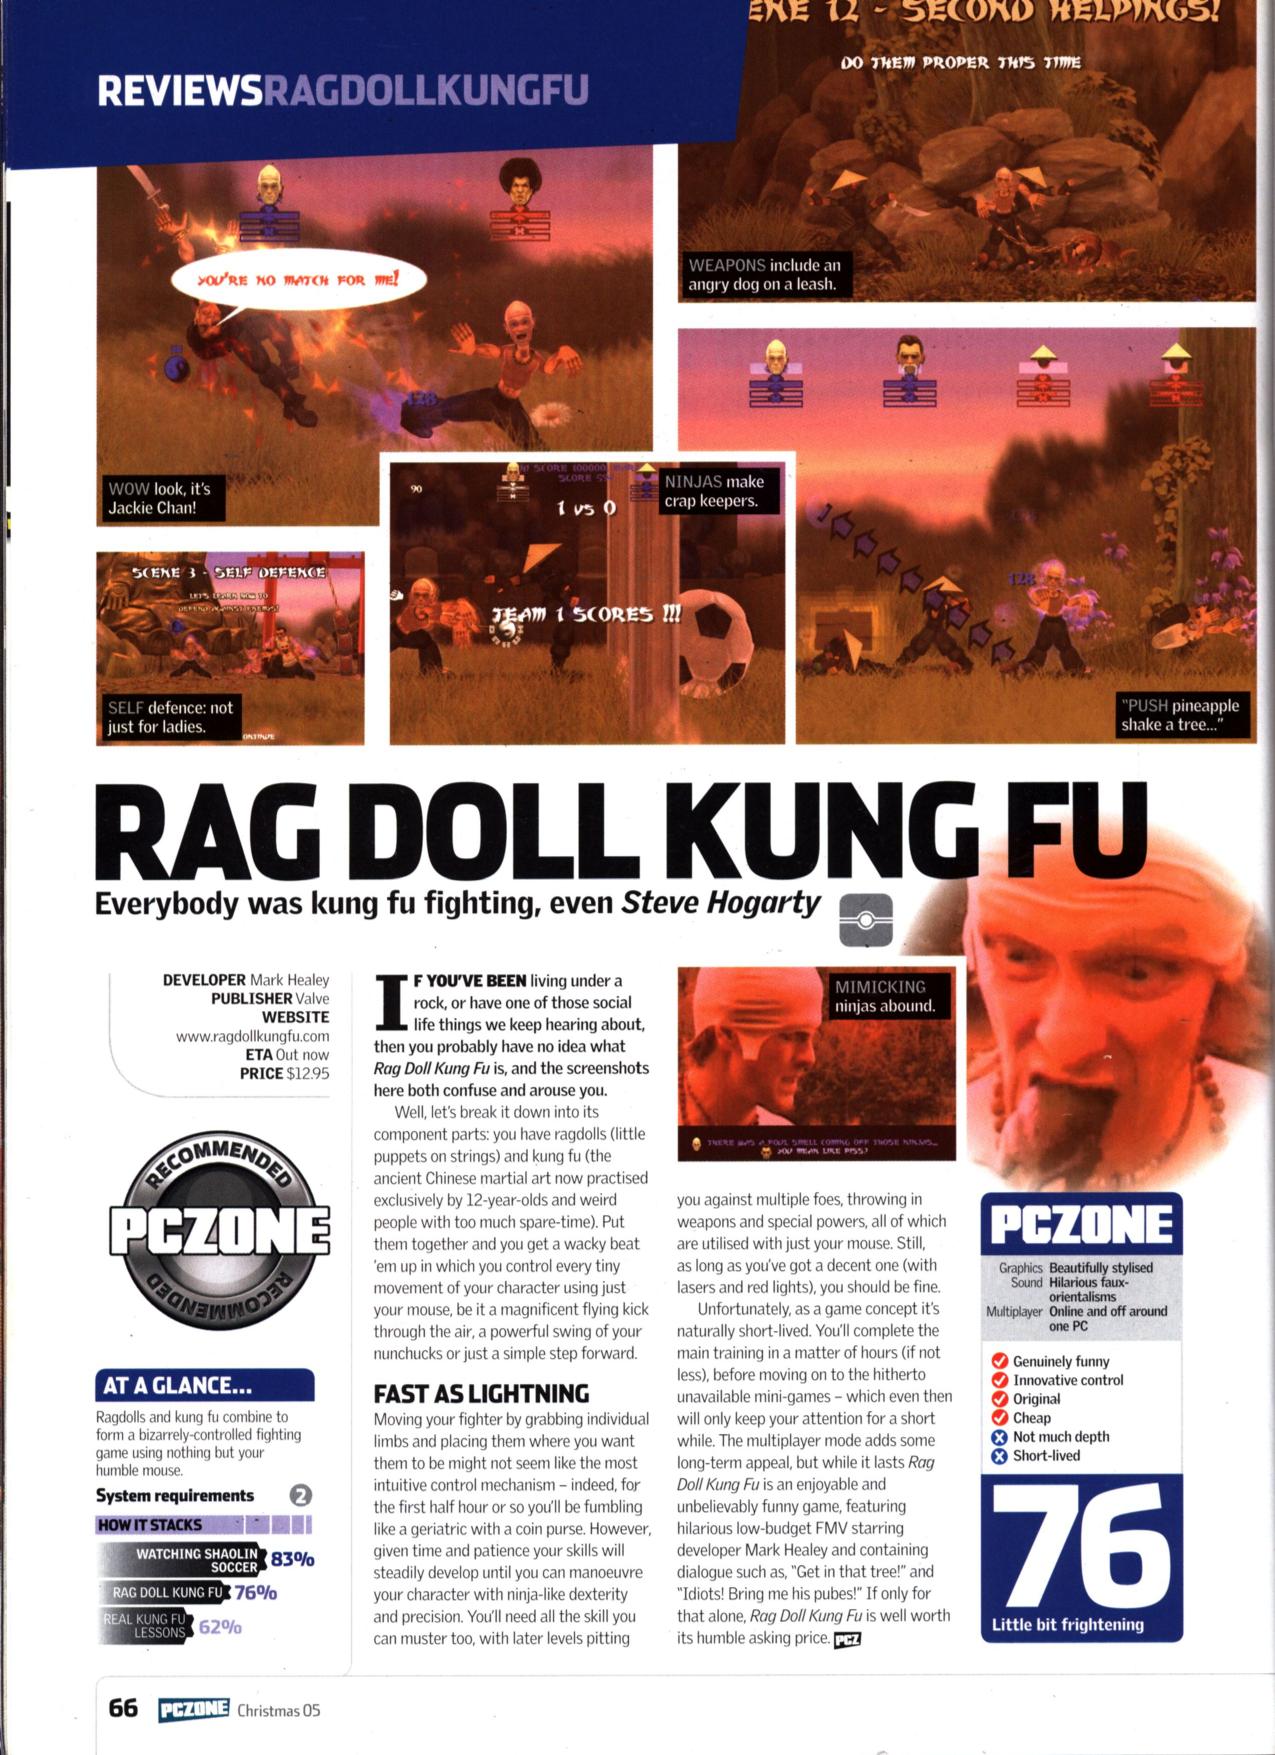 REVIEWSRAGDOLLKUNGFU
ENE 12 - SECOND HELPINGS!
DO THEM PROPER THIS TIME
WEAPONS include an
angry dog on a leash.
YOU'RE NO MATCH FOR ME!
128
WOW look, it's
Jackie Chan!
SCENE 3 - SELF DEFENCE
LET'S LEARN HOW TO
DEFEND AGAINST ENEMIES!
SELF defence: not
just for ladies.
90
1 vs 0
TEAM 1 SCORES !!!
NINJAS make
crap keepers.
128
"PUSH pineapple
shake a tree..."
RAG DOLL KUNG FU
Everybody was kung fu fighting, even Steve Hogarty
DEVELOPER Mark Healey
PUBLISHER Valve
WEBSITE
www.ragdollkungfu.com
ETA Out now
PRICE $12.95
RECOMMENDED
PCZONE
RECOMMENDED
AT A GLANCE...
Ragdolls and kung fu combine to
form a bizarrely-controlled fighting
game using nothing but your
humble mouse.
System requirements 2
HOW IT STACKS
WATCHING SHAOLIN
SOCCER 83%
RAG DOLL KUNG FU 76%
REAL KUNG FU
LESSONS 62%
IF YOU'VE BEEN living under a
rock, or have one of those social
life things we keep hearing about,
then you probably have no idea what
Rag Doll Kung Fu is, and the screenshots
here both confuse and arouse you.
Well, let's break it down into its
component parts: you have ragdolls (little
puppets on strings) and kung fu (the
ancient Chinese martial art now practised
exclusively by 12-year-olds and weird
people with too much spare-time). Put
them together and you get a wacky beat
'em up in which you control every tiny
movement of your character using just
your mouse, be it a magnificent flying kick
through the air, a powerful swing of your
nunchucks or just a simple step forward.
FAST AS LIGHTNING
Moving your fighter by grabbing individual
limbs and placing them where you want
them to be might not seem like the most
intuitive control mechanism – indeed, for
the first half hour or so you'll be fumbling
like a geriatric with a coin purse. However,
given time and patience your skills will
steadily develop until you can manoeuvre
your character with ninja-like dexterity
and precision. You'll need all the skill you
can muster too, with later levels pitting
MIMICKING
ninjas abound.
THERE WAS A FOUL SMELL COMING OFF THOSE NINJAS...
YOU MEAN LIKE PISS?
you against multiple foes, throwing in
weapons and special powers, all of which
are utilised with just your mouse. Still,
as long as you've got a decent one (with
lasers and red lights), you should be fine.
Unfortunately, as a game concept it's
naturally short-lived. You'll complete the
main training in a matter of hours (if not
less), before moving on to the hitherto
unavailable mini-games – which even then
will only keep your attention for a short
while. The multiplayer mode adds some
long-term appeal, but while it lasts Rag
Doll Kung Fu is an enjoyable and
unbelievably funny game, featuring
hilarious low-budget FMV starring
developer Mark Healey and containing
dialogue such as, "Get in that tree!" and
"Idiots! Bring me his pubes!" If only for
that alone, Rag Doll Kung Fu is well worth
its humble asking price. PCZ
PCZONE
Graphics Beautifully stylised
Sound Hilarious faux-
orientalisms
Multiplayer Online and off around
one PC
Genuinely funny
Innovative control
Original
Cheap
Not much depth
Short-lived
76
Little bit frightening
66 PCZONE Christmas 05